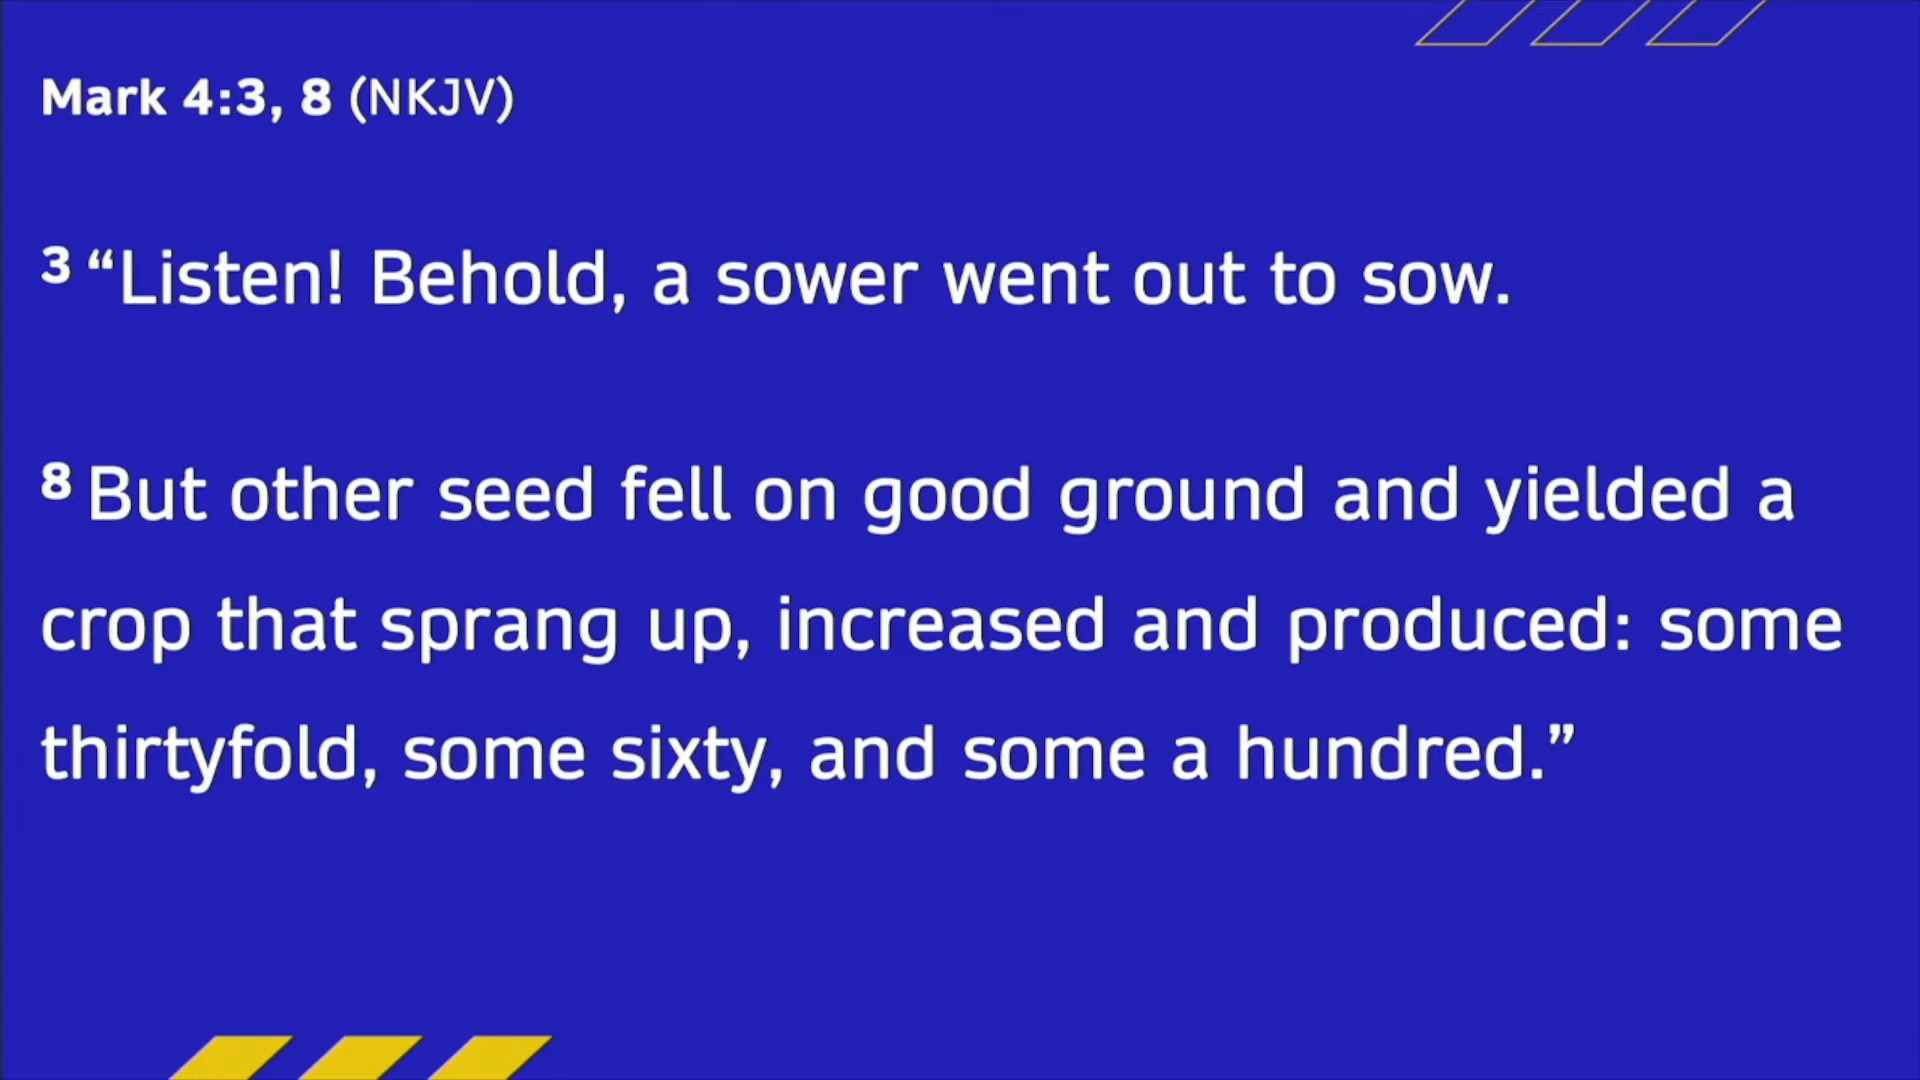 Mark 4:3, 8 (NKJV)
3 “Listen! Behold, a sower went out to sow.
8 But other seed fell on good ground and yielded a
crop that sprang up, increased and produced: some
thirtyfold, some sixty, and some a hundred.”